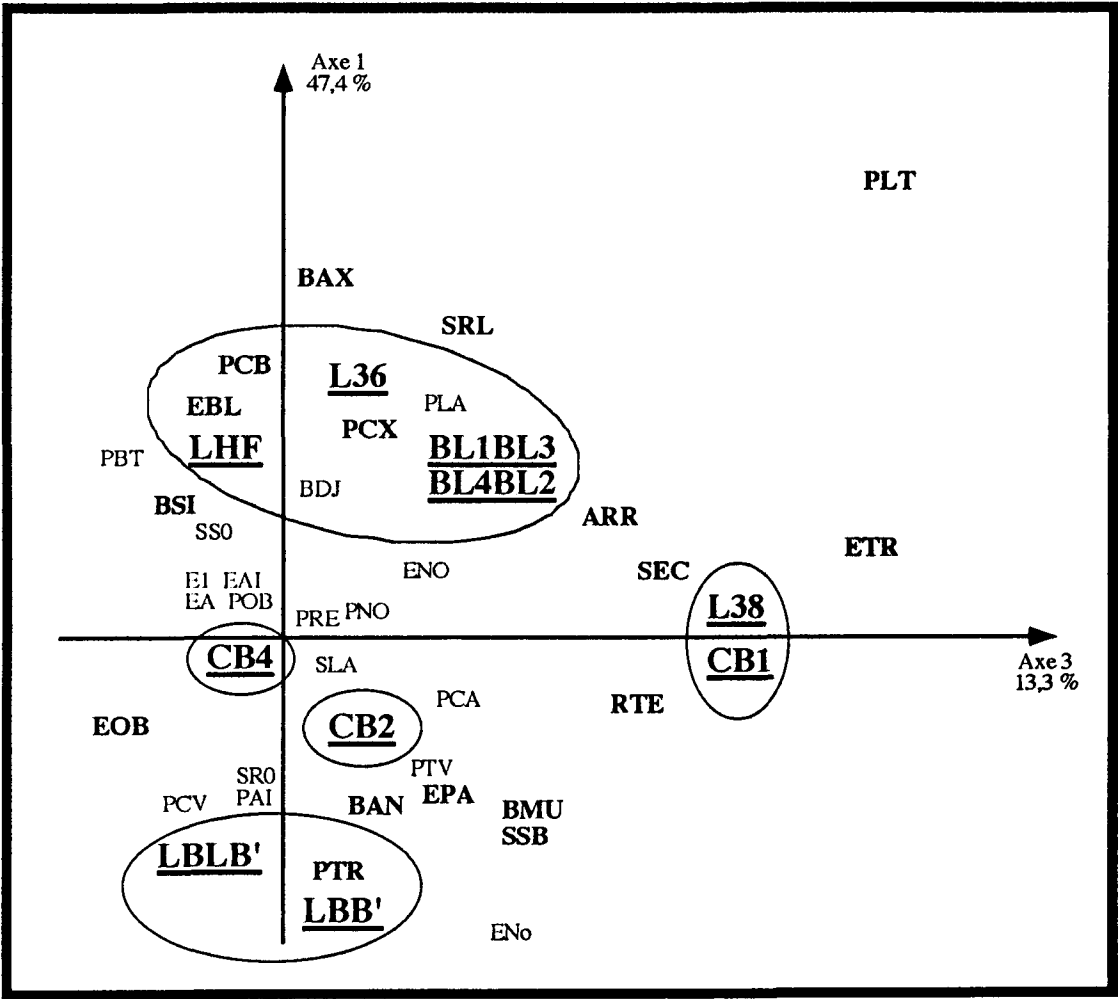 Axe 1
47,4 %
PLT
BAX
SRL
PCB
L36
EBL
PLA
PCX
LHF
BL1BL3
PBT
BL4BL2
BDJ
BSI
ARR
SS0
ETR
ENO
SEC
E1 EAI
EA POB
L38
PRE
PNO
CB4
SLA
CB1
Axe 3
13,3 %
PCA
RTE
EOB
CB2
PTV
SR0
PAI
EPA
PCV
BAN
BMU
SSB
LBLB'
PTR
LBB'
ENo